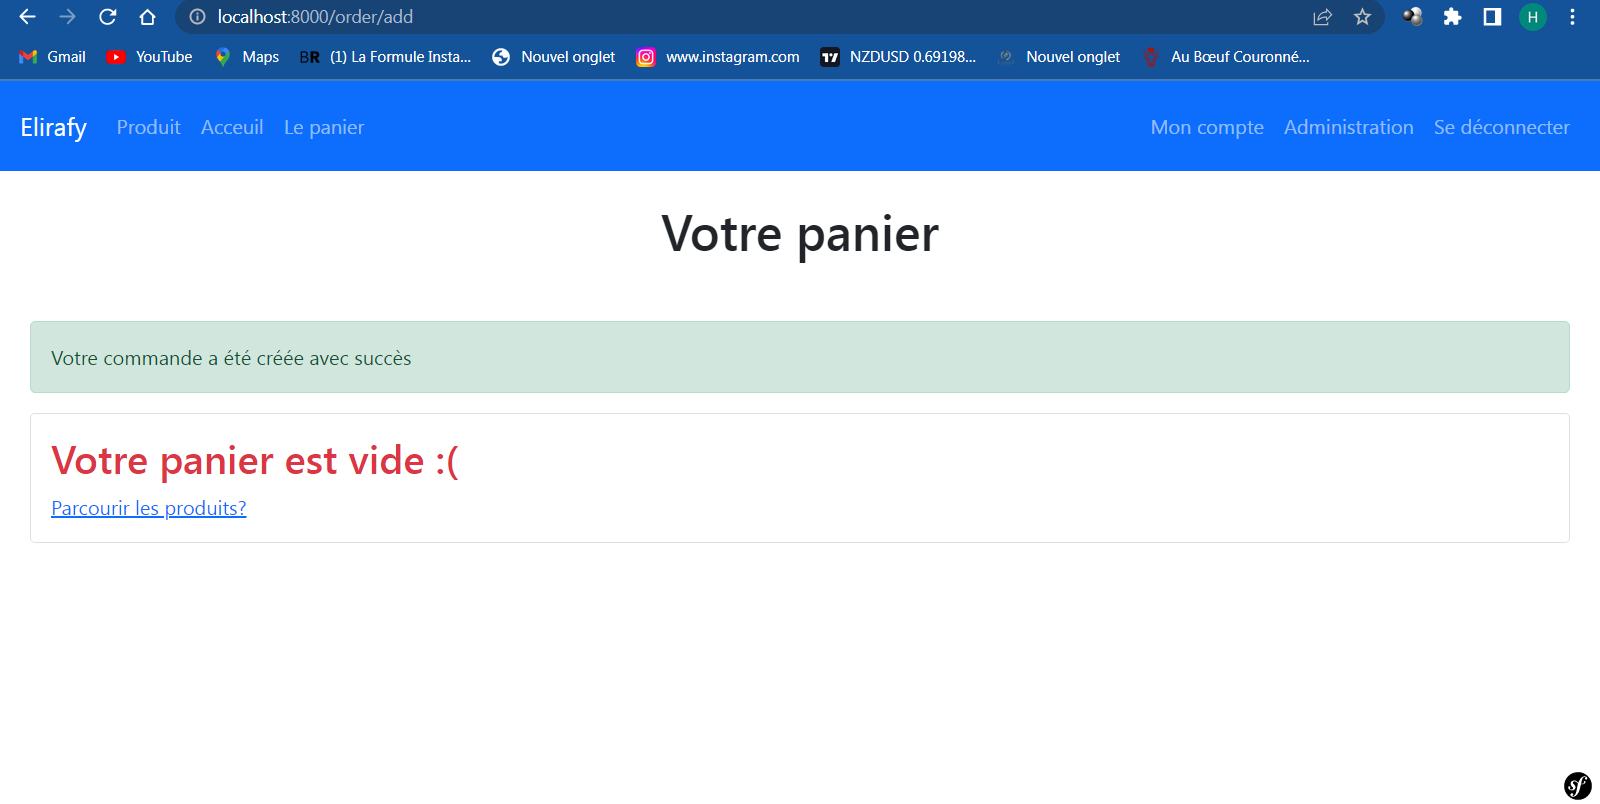 localhost:8000/order/add
Gmail YouTube Maps BR (1) La Formule Insta... Nouvel onglet www.instagram.com NZDUSD 0.69198... Nouvel onglet Au Bœuf Couronné...
Elirafy Produit Acceuil Le panier Mon compte Administration Se déconnecter
Votre panier
Votre commande a été créée avec succès
Votre panier est vide :(
Parcourir les produits?
H
sf